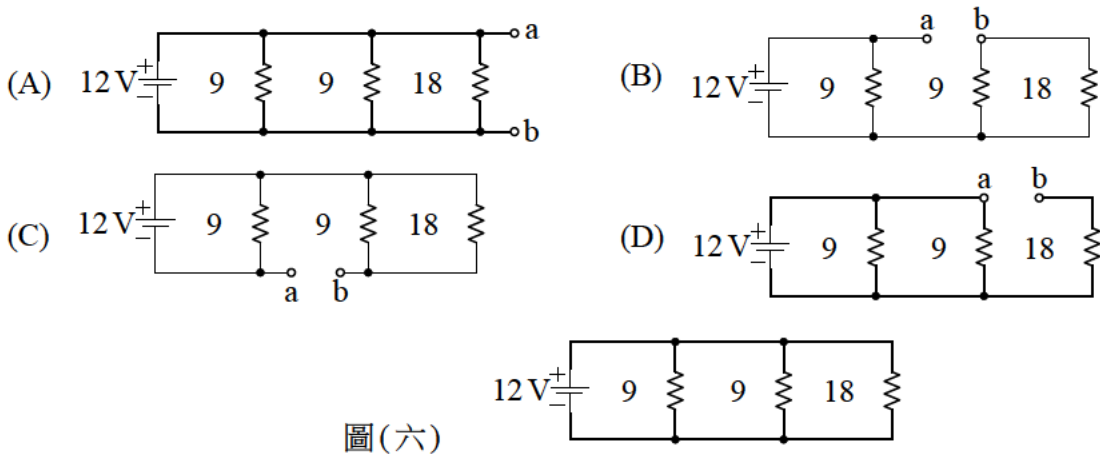 (A) 12 V + − 9 9 18 a b
(B) 12 V + − 9 9 18 a b
(C) 12 V + − 9 9 18 a b
(D) 12 V + − 9 9 18 a b
12 V + − 9 9 18
圖(六)